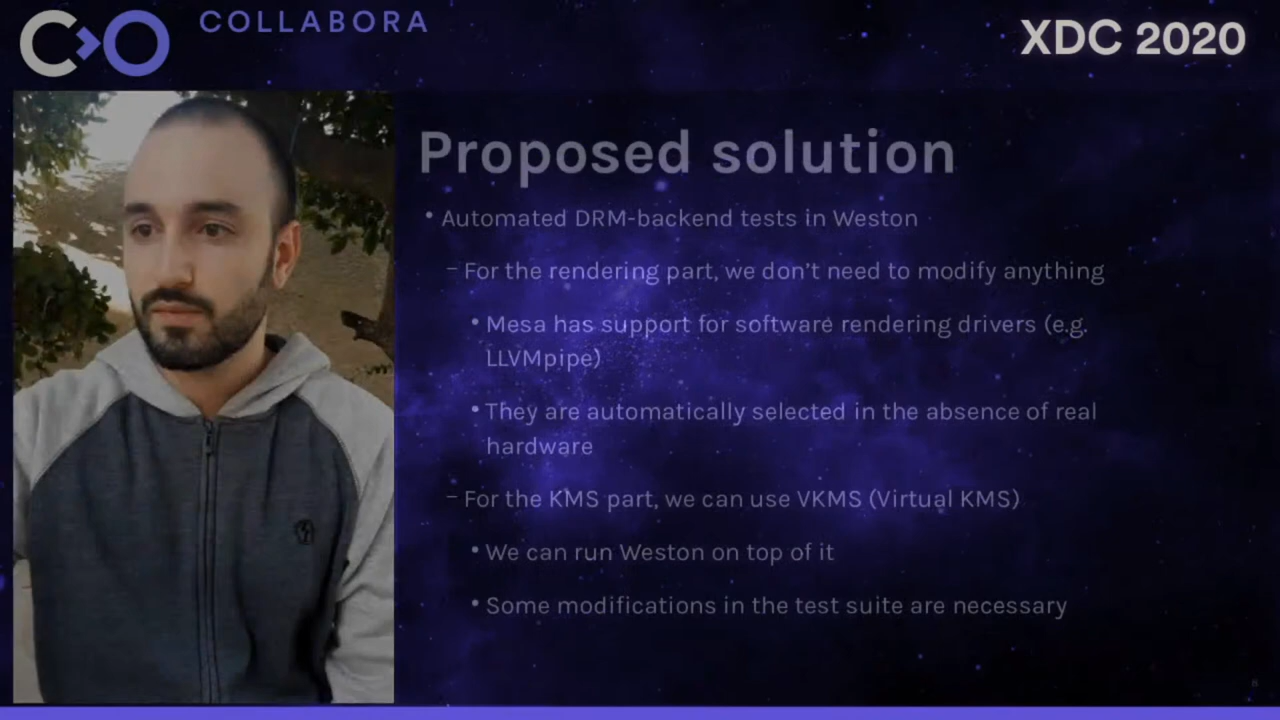 COLLABORA
XDC 2020
Proposed solution
• Automated DRM-backend tests in Weston
– For the rendering part, we don’t need to modify anything
• Mesa has support for software rendering drivers (e.g.
LLVMpipe)
• They are automatically selected in the absence of real
hardware
– For the KMS part, we can use VKMS (Virtual KMS)
• We can run Weston on top of it
• Some modifications in the test suite are necessary